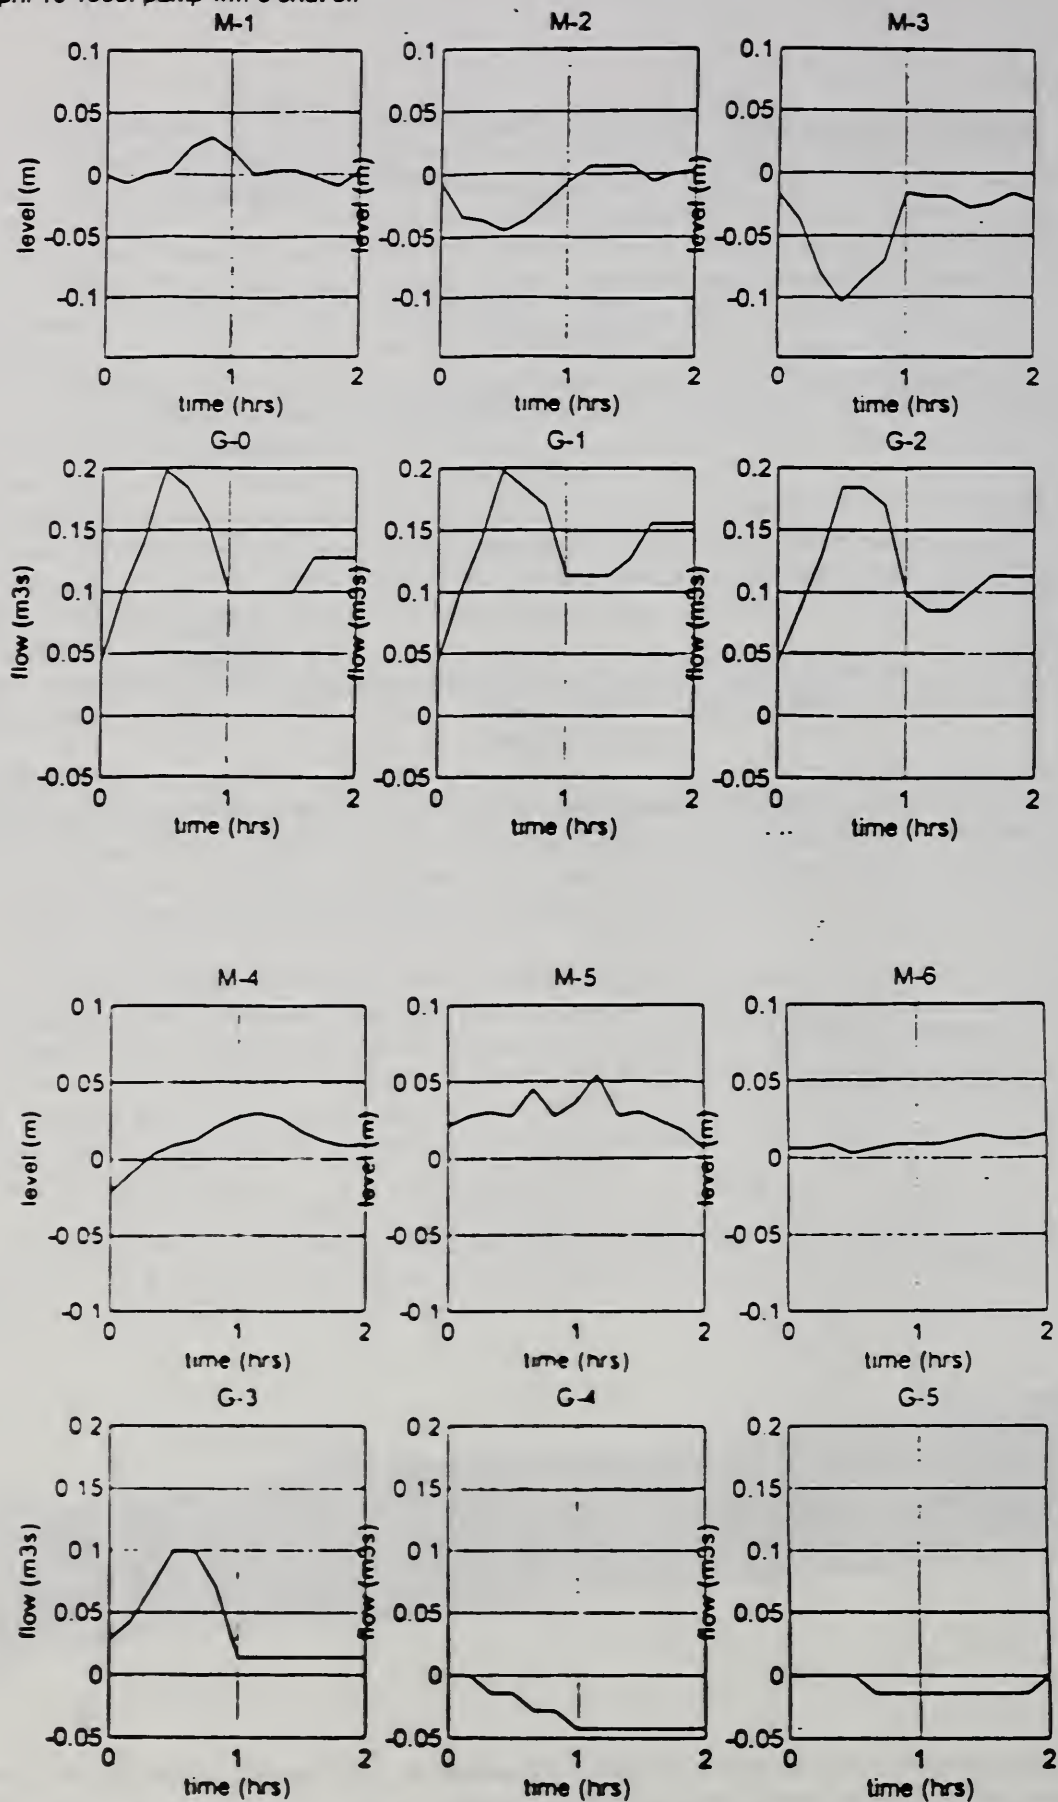 pump
M-1 M-2 M-3
0.1 0.1 0.1
0.05 0.05 0.05
0 0 0
-0.05 -0.05 -0.05
-0.1 -0.1 -0.1
level (m) level (m) level (m)
0 1 2 0 1 2 0 1 2
time (hrs) time (hrs) time (hrs)
G-0 G-1 G-2
0.2 0.2 0.2
0.15 0.15 0.15
0.1 0.1 0.1
0.05 0.05 0.05
0 0 0
-0.05 -0.05 -0.05
flow (m3s) flow (m3s) flow (m3s)
0 1 2 0 1 2 0 1 2
time (hrs) time (hrs) time (hrs)
M-4 M-5 M-6
0 1 0 1 0.1
0 05 0 05 0.05
0 0 0
-0 05 -0 05 -0 05
-0 1 -0 1 -0.1
level (m) level (m) level (m)
0 1 2 0 1 2 0 1 2
time (hrs) time (hrs) time (hrs)
G-3 G-4 G-5
0 2 0 2 0 2
0 15 0 15 0.15
0 1 0 1 0.1
0.05 0.05 0.05
0 0 0
-0.05 -0.05 -0.05
flow (m3s) flow (m3s) flow (m3s)
0 1 2 0 1 2 0 1 2
time (hrs) time (hrs) time (hrs)